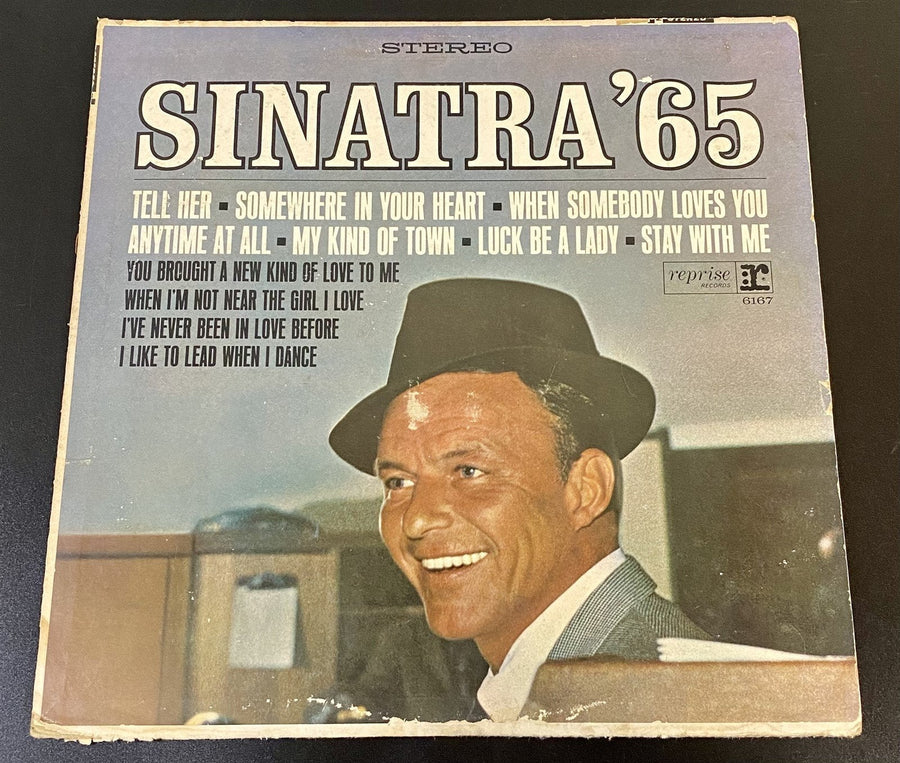 STEREO
SINATRA '65
TELL HER ▪ SOMEWHERE IN YOUR HEART ▪ WHEN SOMEBODY LOVES YOU
ANYTIME AT ALL ▪ MY KIND OF TOWN ▪ LUCK BE A LADY ▪ STAY WITH ME
YOU BROUGHT A NEW KIND OF LOVE TO ME
WHEN I'M NOT NEAR THE GIRL I LOVE
I'VE NEVER BEEN IN LOVE BEFORE
I LIKE TO LEAD WHEN I DANCE
reprise
RECORDS
r
6167